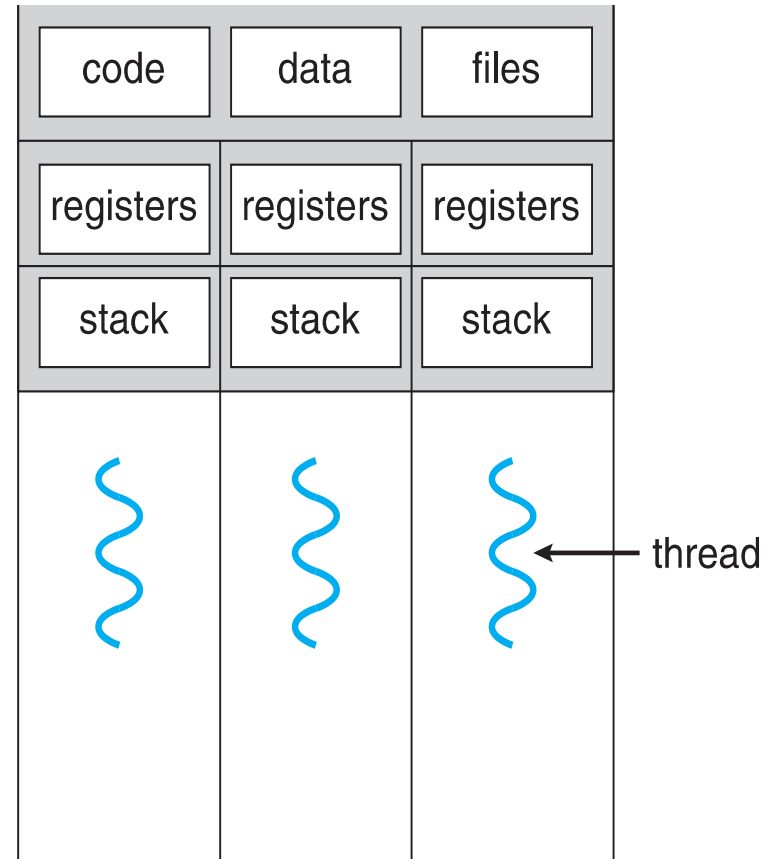 code data files
registers registers registers
stack stack stack
thread